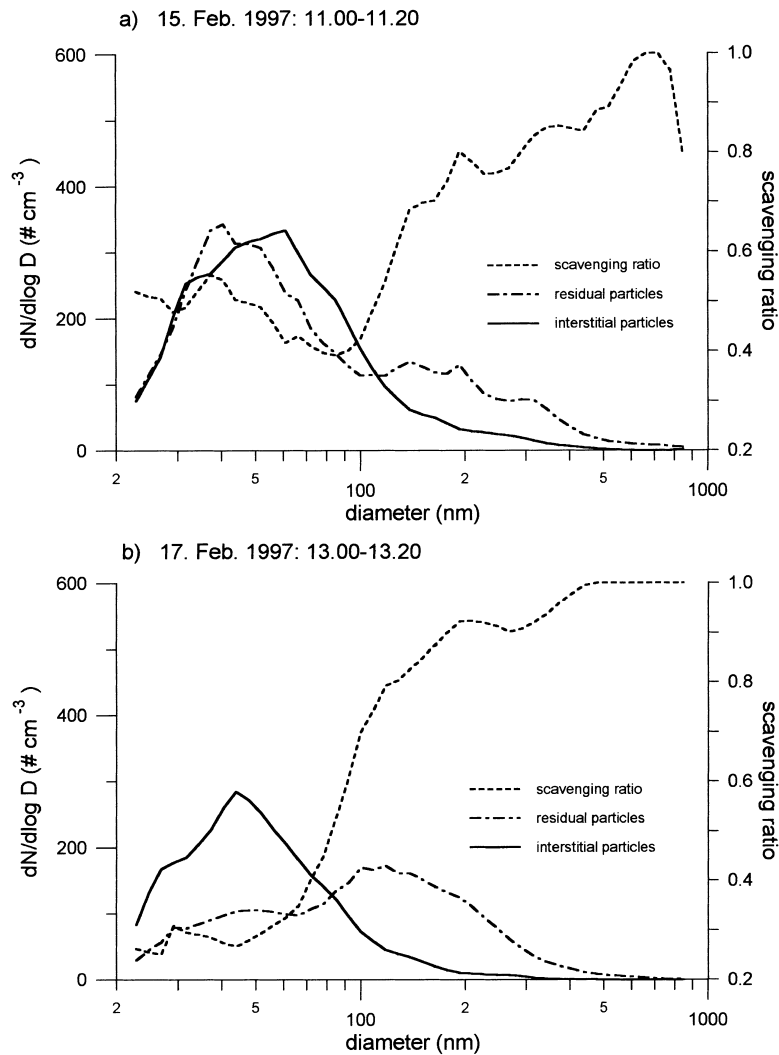 a) 15. Feb. 1997: 11.00-11.20
600
400
200
0
dN/dlog D (# cm -3 )
1.0
0.8
0.6
0.4
0.2
scavenging ratio
scavenging ratio
residual particles
interstitial particles
2 5 100 2 5 1000
diameter (nm)
b) 17. Feb. 1997: 13.00-13.20
600
400
200
0
dN/dlog D (# cm -3 )
1.0
0.8
0.6
0.4
0.2
scavenging ratio
scavenging ratio
residual particles
interstitial particles
2 5 100 2 5 1000
diameter (nm)